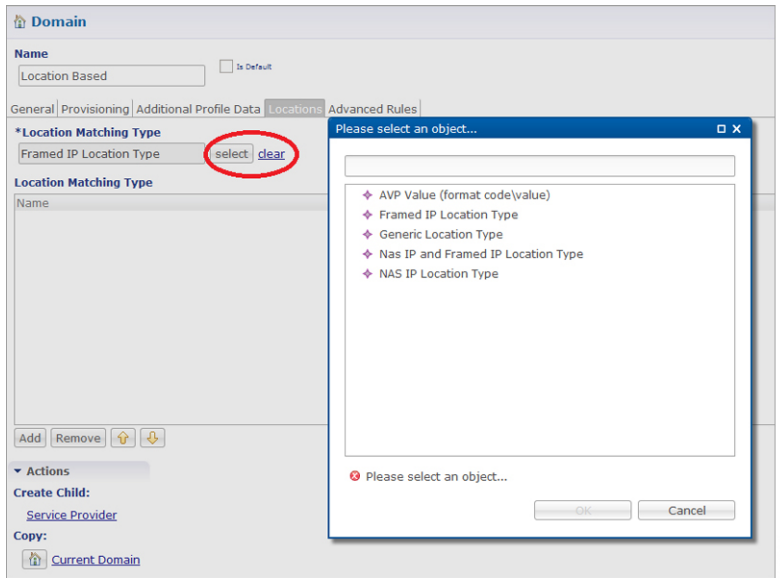 Domain
Name
Location Based
Is Default
General Provisioning Additional Profile Data Locations Advanced Rules
*Location Matching Type
Framed IP Location Type select clear
Location Matching Type
Name
Add Remove
Actions
Create Child:
Service Provider
Copy:
Current Domain
Please select an object...
AVP Value (format code\value)
Framed IP Location Type
Generic Location Type
Nas IP and Framed IP Location Type
NAS IP Location Type
Please select an object...
OK Cancel